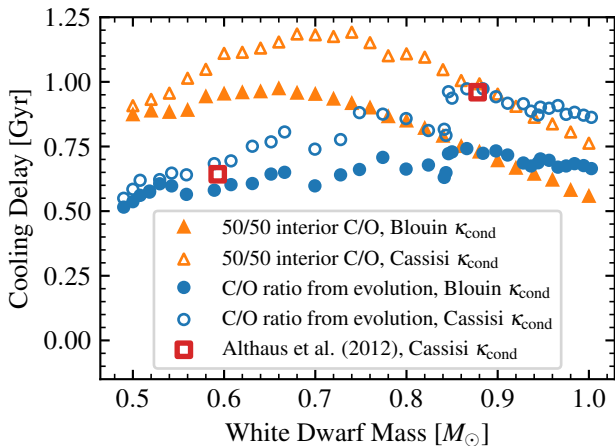 Cooling Delay [Gyr]
1.25
1.00
0.75
0.50
0.25
0.00
50/50 interior C/O, Blouin κcond
50/50 interior C/O, Cassisi κcond
C/O ratio from evolution, Blouin κcond
C/O ratio from evolution, Cassisi κcond
Althaus et al. (2012), Cassisi κcond
0.5 0.6 0.7 0.8 0.9 1.0
White Dwarf Mass [M⊙]